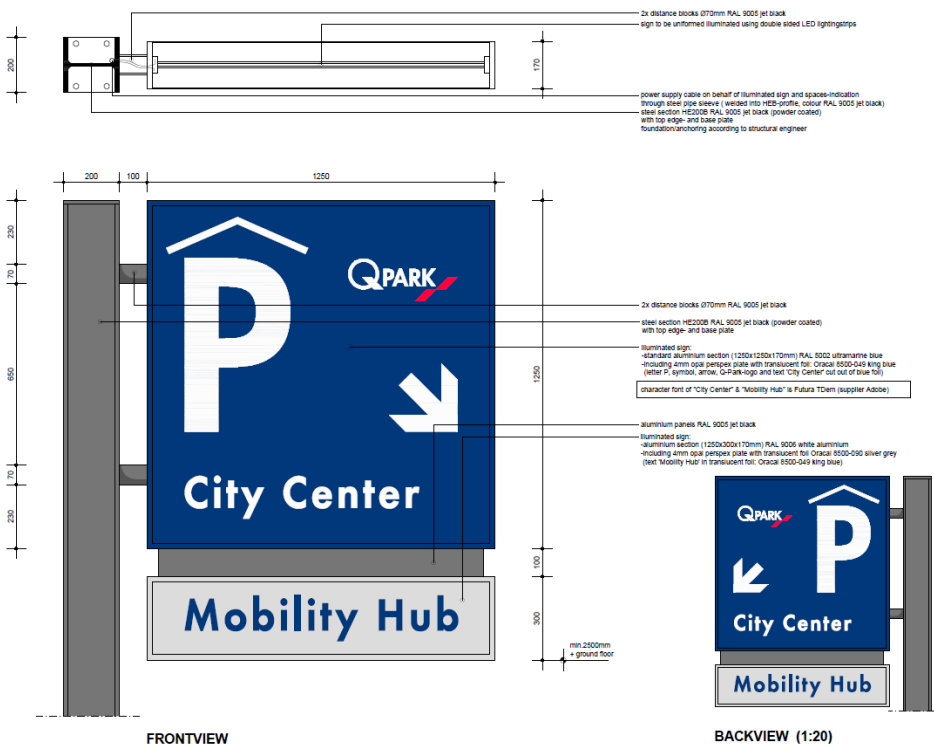 2x distance blocks Ø70mm RAL 9005 jet black
sign to be uniformed illuminated using double sided LED lightingstrips
200
170
power supply cable on behalf of illuminated sign and spaces-indication
through steel pipe sleeve ( welded into HEB-profile, colour RAL 9005 jet black)
steel section HE200B RAL 9005 jet black (powder coated)
with top edge- and base plate
foundation/anchoring according to structural engineer
200
100
1250
230
70
650
70
230
P
QPARK
City Center
Mobility Hub
1250
100
300
min.2500mm
+ ground floor
2x distance blocks Ø70mm RAL 9005 jet black
steel section HE200B RAL 9005 jet black (powder coated)
with top edge- and base plate
illuminated sign:
-standard aluminium section (1250x1250x170mm) RAL 5002 ultramarine blue
-including 4mm opal perspex plate with translucent foil: Oracal 8500-049 king blue
(letter P, symbol, arrow, Q-Park-logo and text 'City Center' cut out of blue foil)
character font of "City Center" & "Mobility Hub" is Futura TDem (supplier Adobe)
aluminium panels RAL 9005 jet black
illuminated sign:
-aluminium section (1250x300x170mm) RAL 9006 white aluminium
-including 4mm opal perspex plate with translucent foil Oracal 8500-090 silver grey
(text 'Mobility Hub' in translucent foil: Oracal 8500-049 king blue)
QPARK
P
City Center
Mobility Hub
FRONTVIEW
BACKVIEW (1:20)